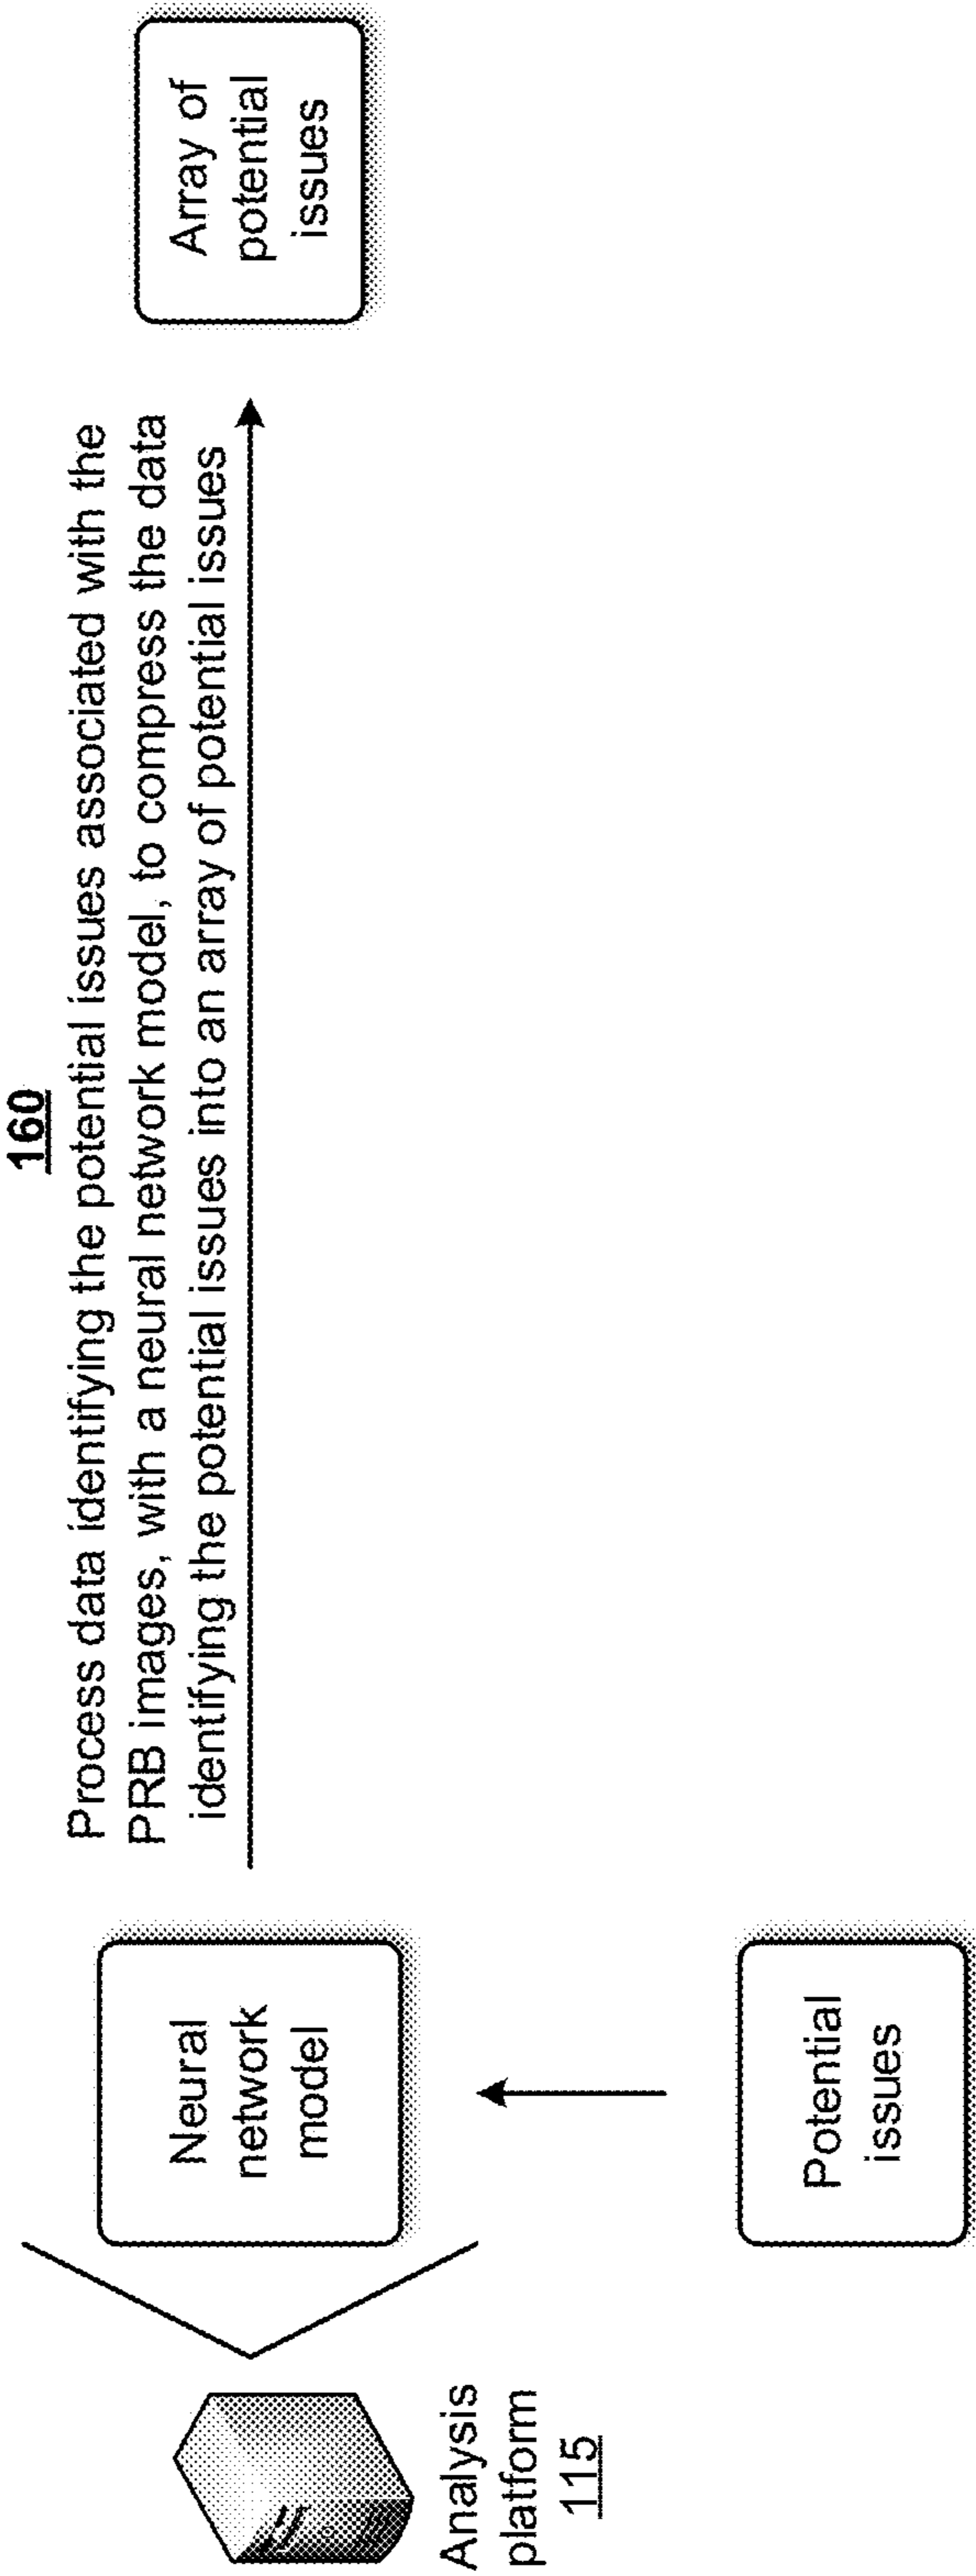 160
Process data identifying the potential issues associated with the
PRB images, with a neural network model, to compress the data
identifying the potential issues into an array of potential issues
Array of
potential
issues
Neural
network
model
Analysis
platform
115
Potential
issues